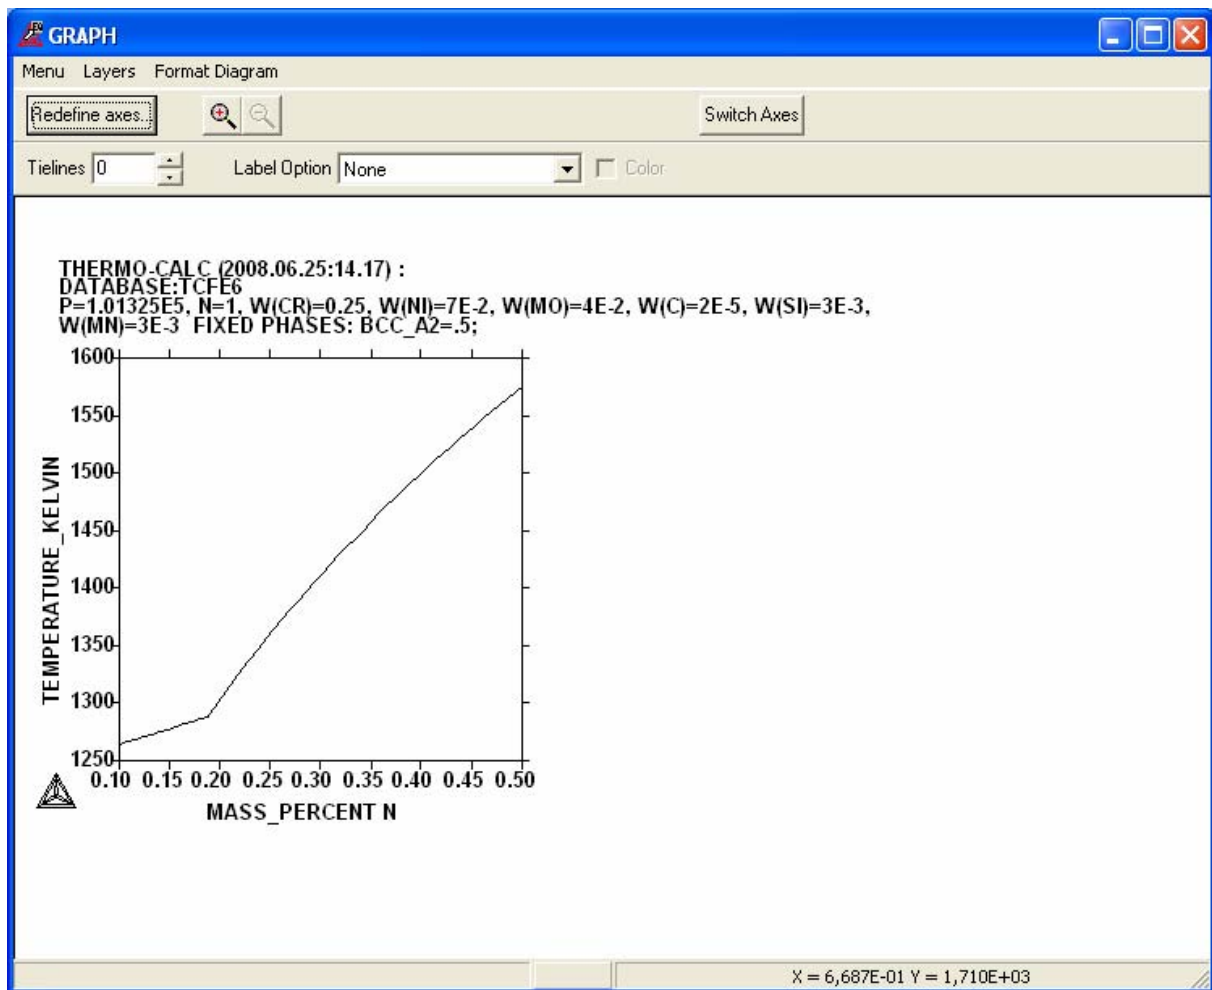 GRAPH
Menu Layers Format Diagram
Redefine axes.. Switch Axes
Tielines 0 Label Option None Color
THERMO-CALC (2008.06.25:14.17) :
DATABASE:TCFE6
P=1.01325E5, N=1, W(CR)=0.25, W(NI)=7E-2, W(MO)=4E-2, W(C)=2E-5, W(SI)=3E-3,
W(MN)=3E-3 FIXED PHASES: BCC_A2=.5;
1600
1550
1500
1450
1400
1350
1300
1250
TEMPERATURE_KELVIN
0.10 0.15 0.20 0.25 0.30 0.35 0.40 0.45 0.50
MASS_PERCENT N
X = 6,687E-01 Y = 1,710E+03